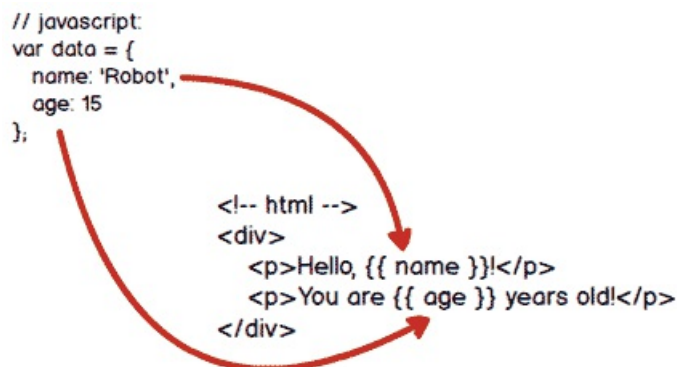 // javascript:
var data = {
  name: 'Robot',
  age: 15
};
<!-- html -->
<div>
   <p>Hello, {{ name }}!</p>
   <p>You are {{ age }} years old!</p>
</div>